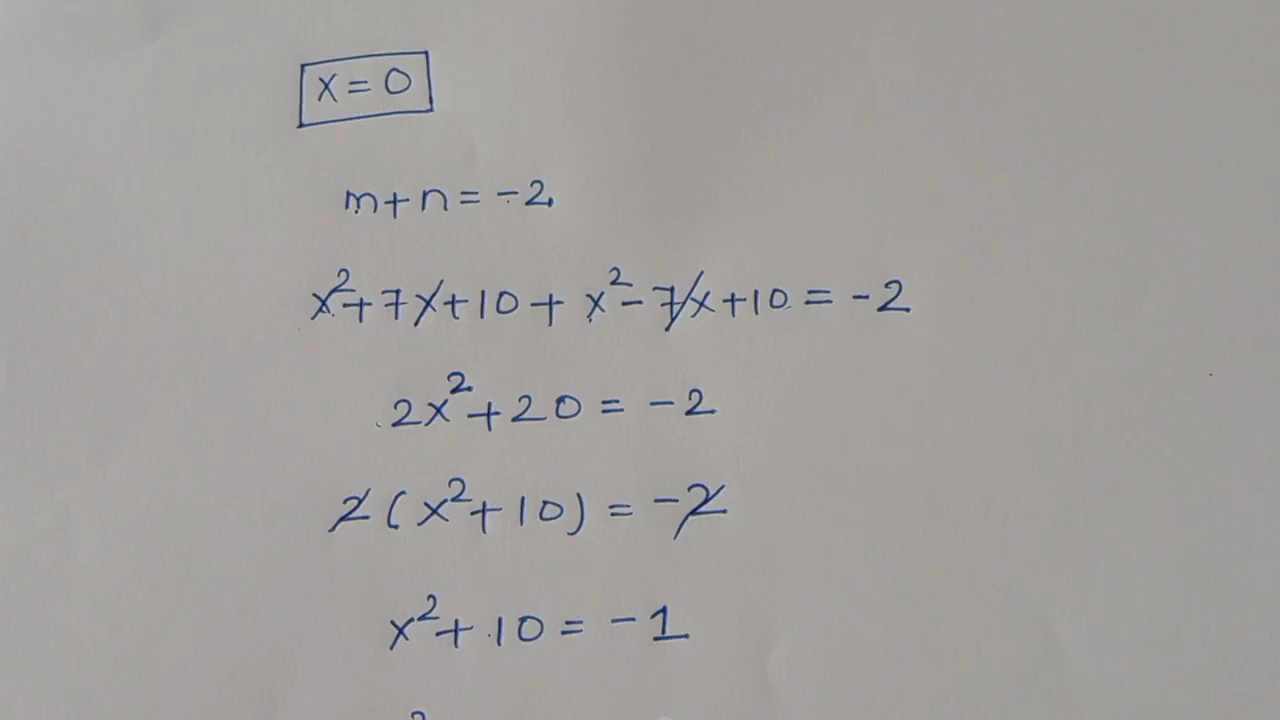 x = 0
m+n = -2
x²+7x+10 + x²-7x+10 = -2
2x²+20 = -2
2(x²+10) = -2
x²+10 = -1